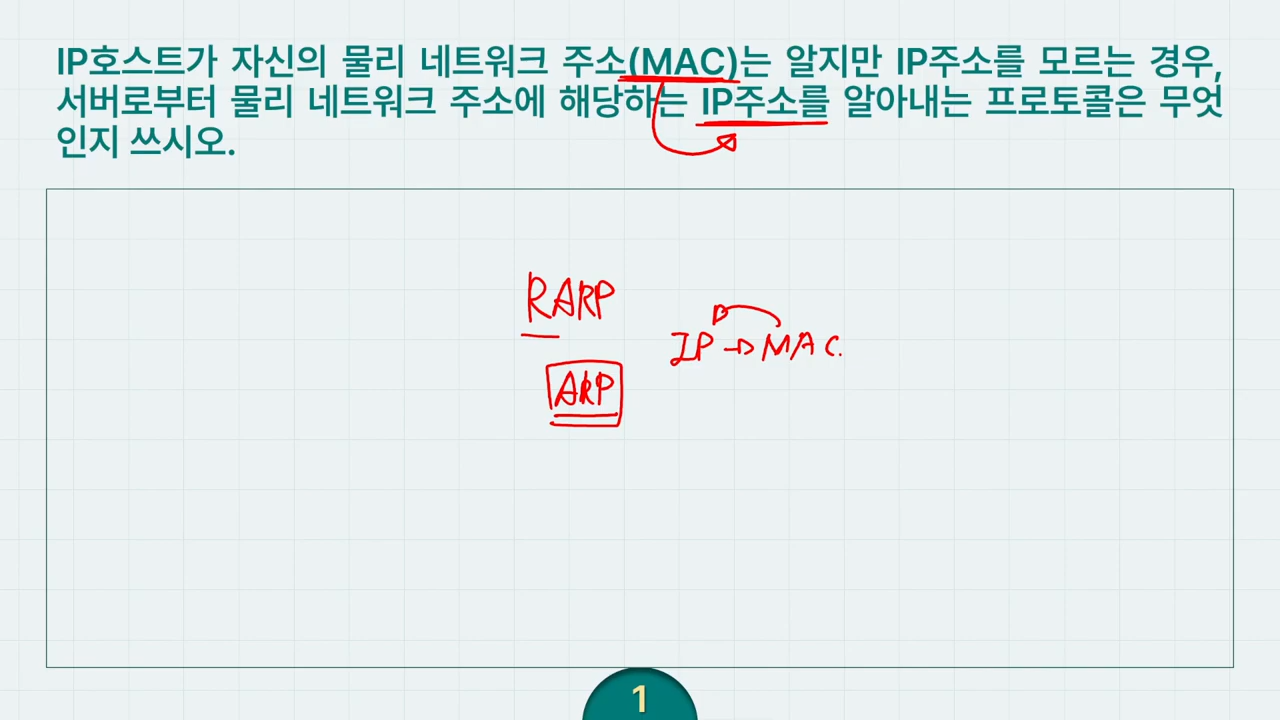 IP호스트가 자신의 물리 네트워크 주소(MAC)는 알지만 IP주소를 모르는 경우,
서버로부터 물리 네트워크 주소에 해당하는 IP주소를 알아내는 프로토콜은 무엇
인지 쓰시오.
RARP
IP → MAC.
ARP
1